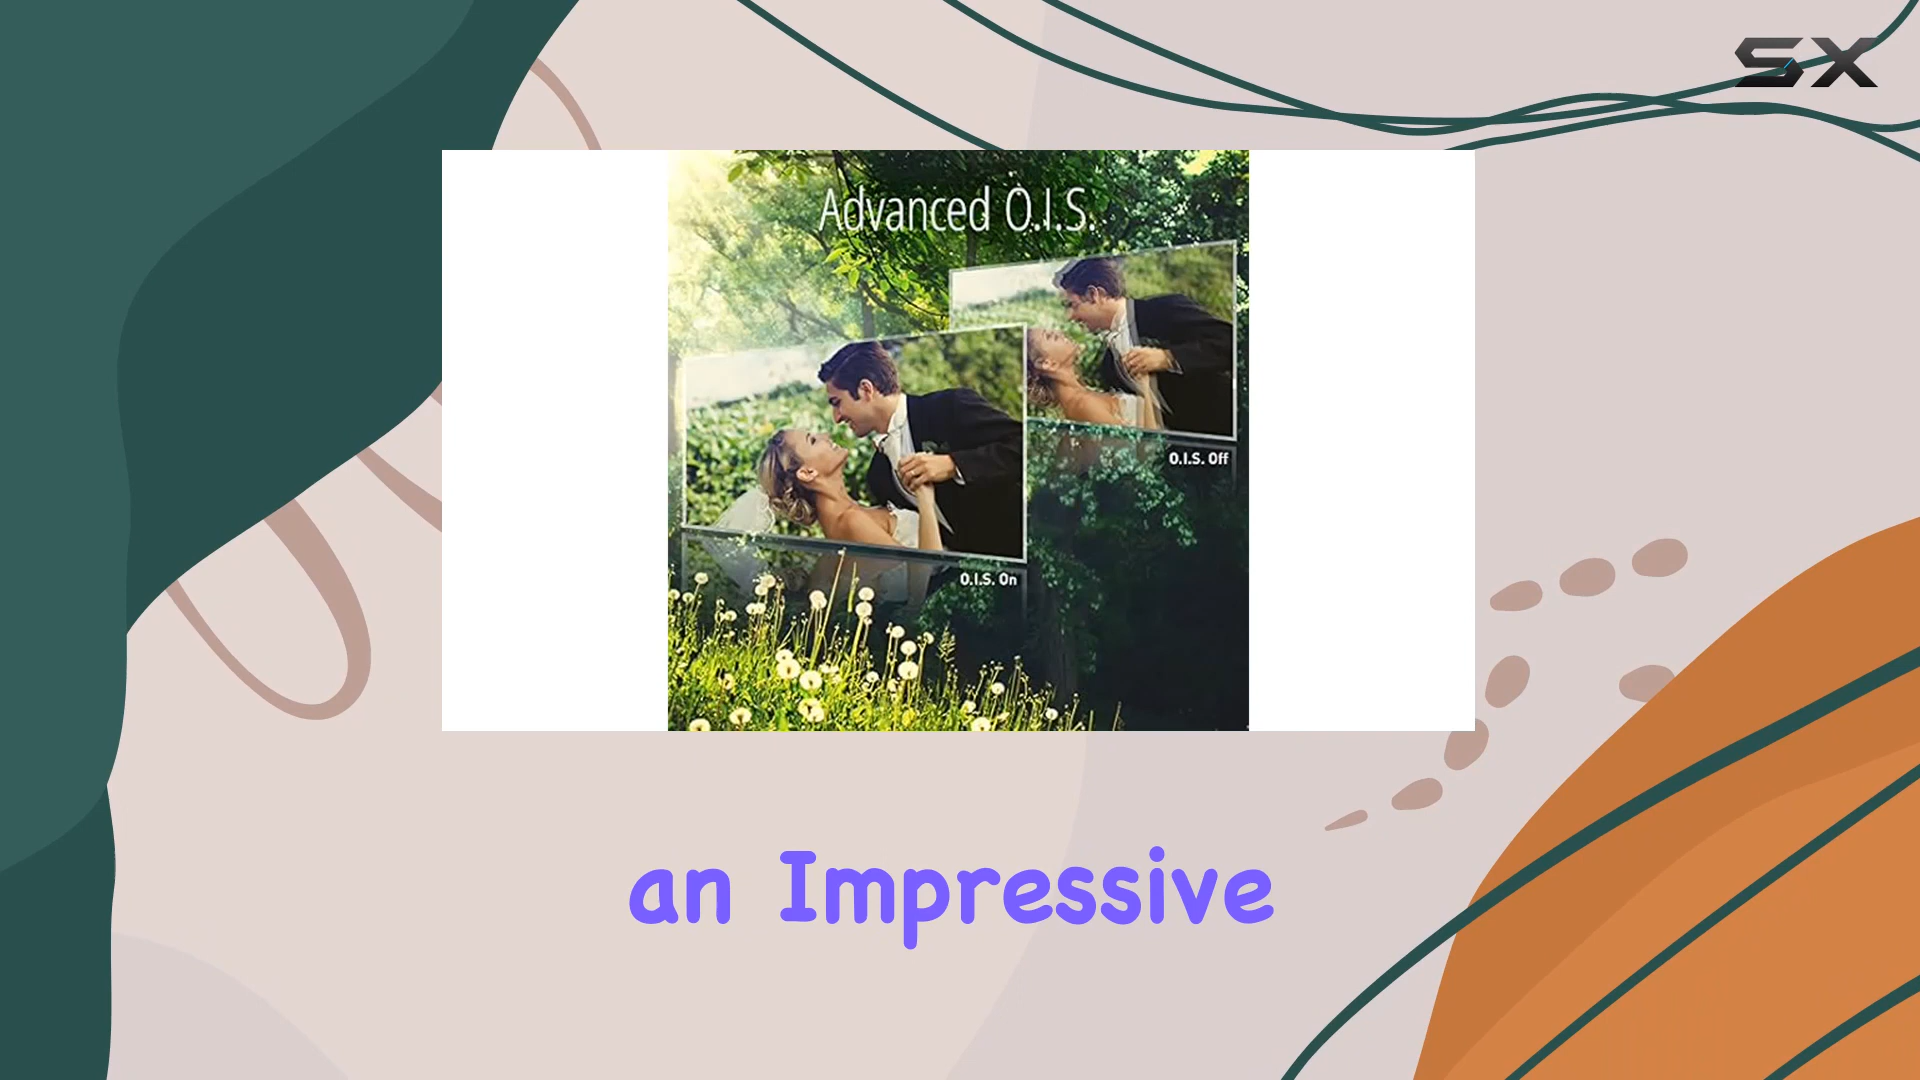 SX
Advanced O.I.S.
O.I.S. Off
O.I.S. On
an Impressive